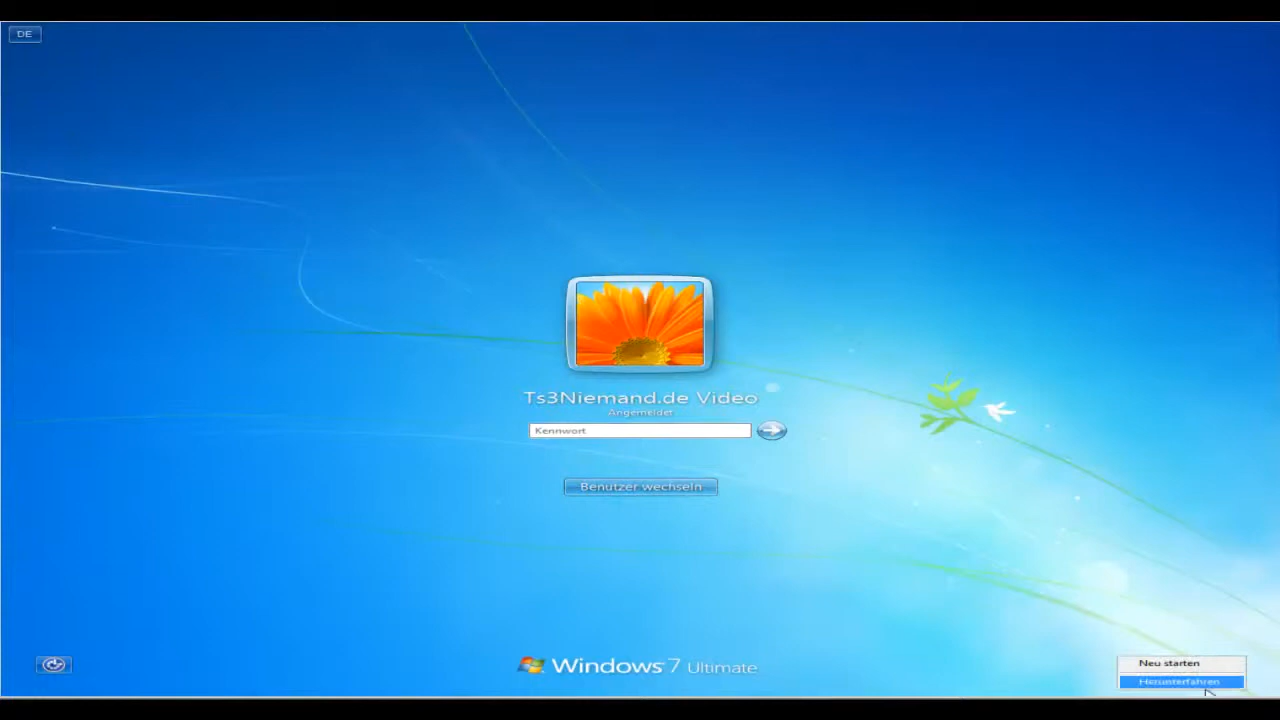 DE
Ts3Niemand.de Video
Angemeldet
Kennwort
Benutzer wechseln
Windows 7 Ultimate
Neu starten
Herunterfahren